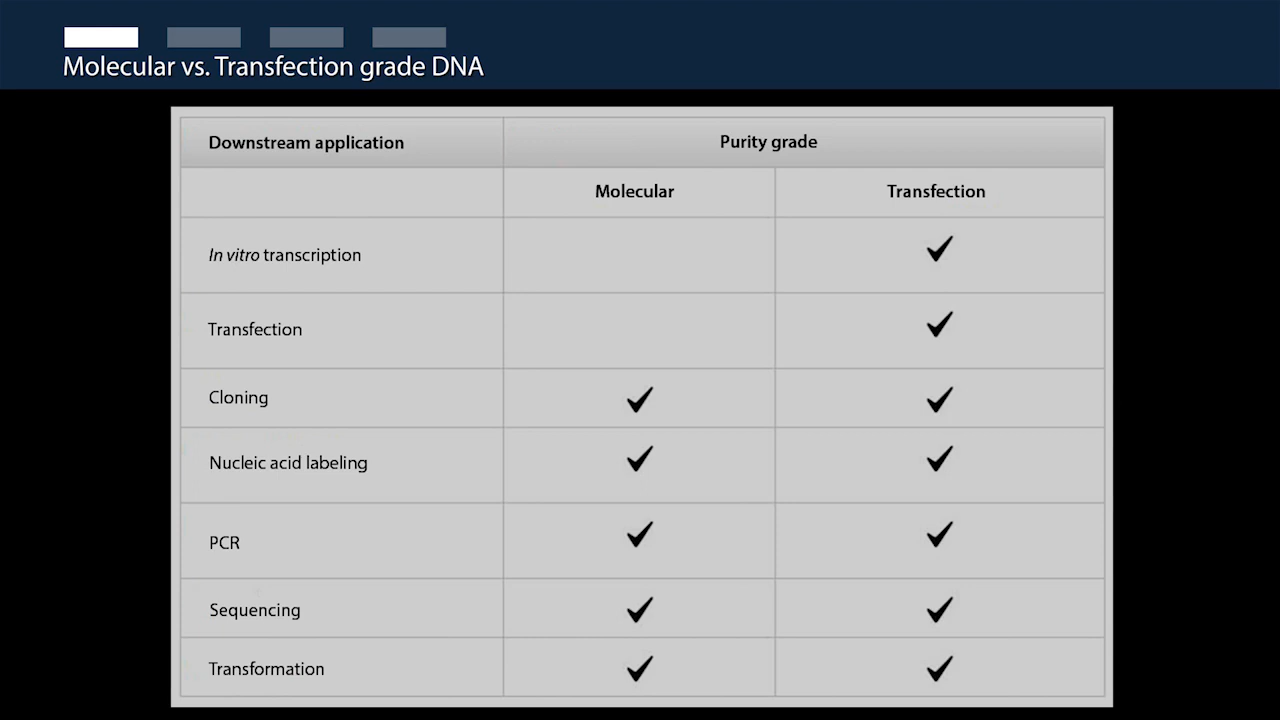 Molecular vs. Transfection grade DNA
Downstream application Purity grade
Molecular Transfection
In vitro transcription ✓
Transfection ✓
Cloning ✓ ✓
Nucleic acid labeling ✓ ✓
PCR ✓ ✓
Sequencing ✓ ✓
Transformation ✓ ✓